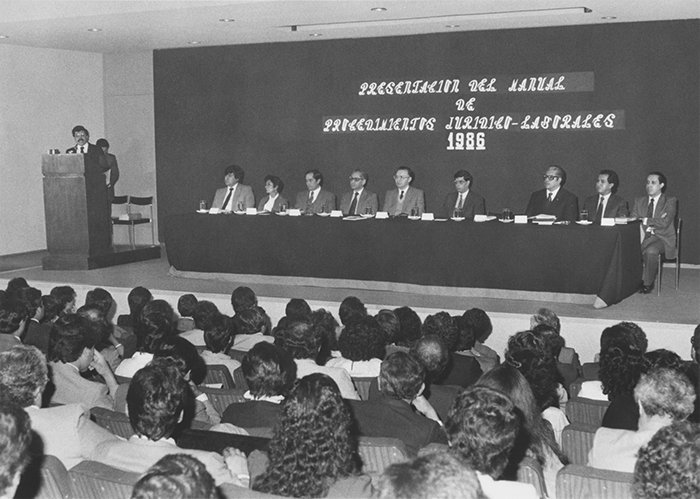 PRESENTACION DEL MANUAL
DE
PROCEDIMIENTOS JURIDICO-LABORALES
1986